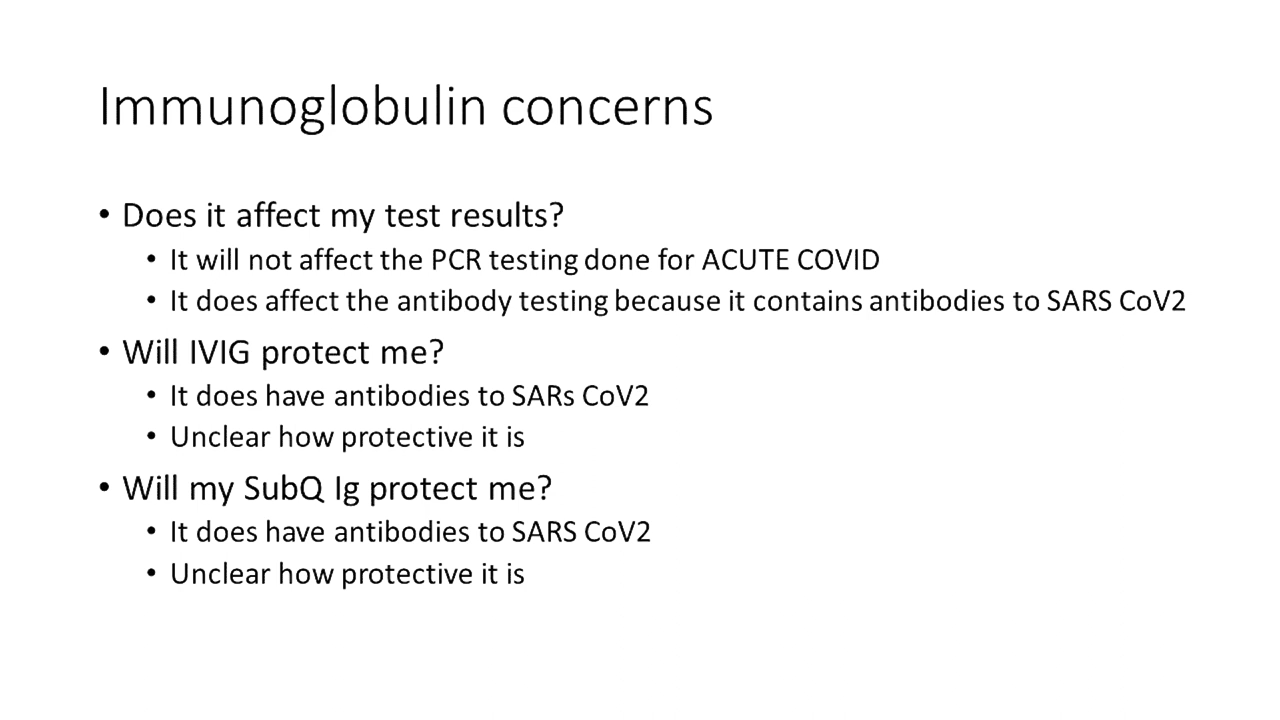 Immunoglobulin concerns
• Does it affect my test results?
• It will not affect the PCR testing done for ACUTE COVID
• It does affect the antibody testing because it contains antibodies to SARS CoV2
• Will IVIG protect me?
• It does have antibodies to SARs CoV2
• Unclear how protective it is
• Will my SubQ Ig protect me?
• It does have antibodies to SARS CoV2
• Unclear how protective it is